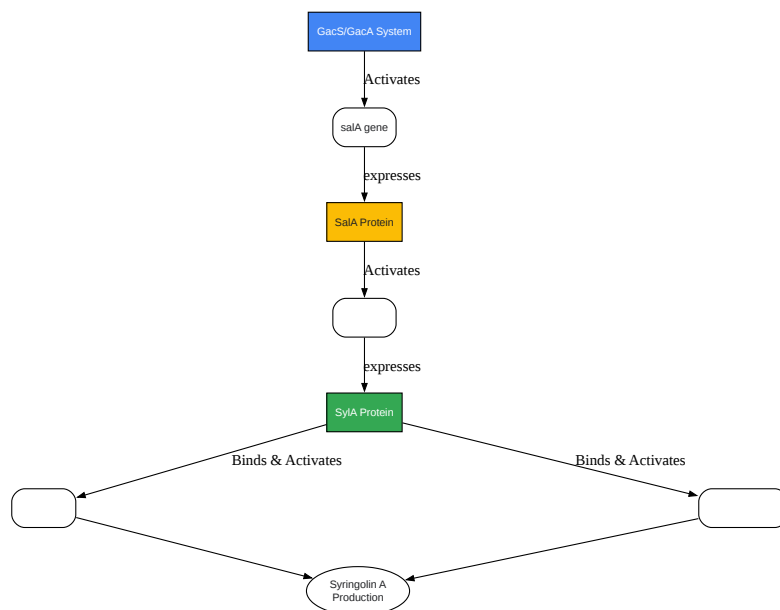 GacS/GacA System
Activates
salA gene
expresses
SalA Protein
Activates
expresses
SylA Protein
Binds & Activates
Binds & Activates
Syringolin A
Production